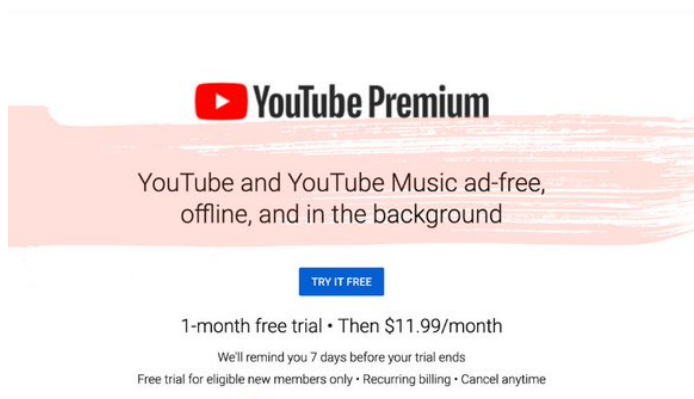 YouTube Premium
YouTube and YouTube Music ad-free,
offline, and in the background
TRY IT FREE
1-month free trial • Then $11.99/month
We'll remind you 7 days before your trial ends
Free trial for eligible new members only • Recurring billing • Cancel anytime